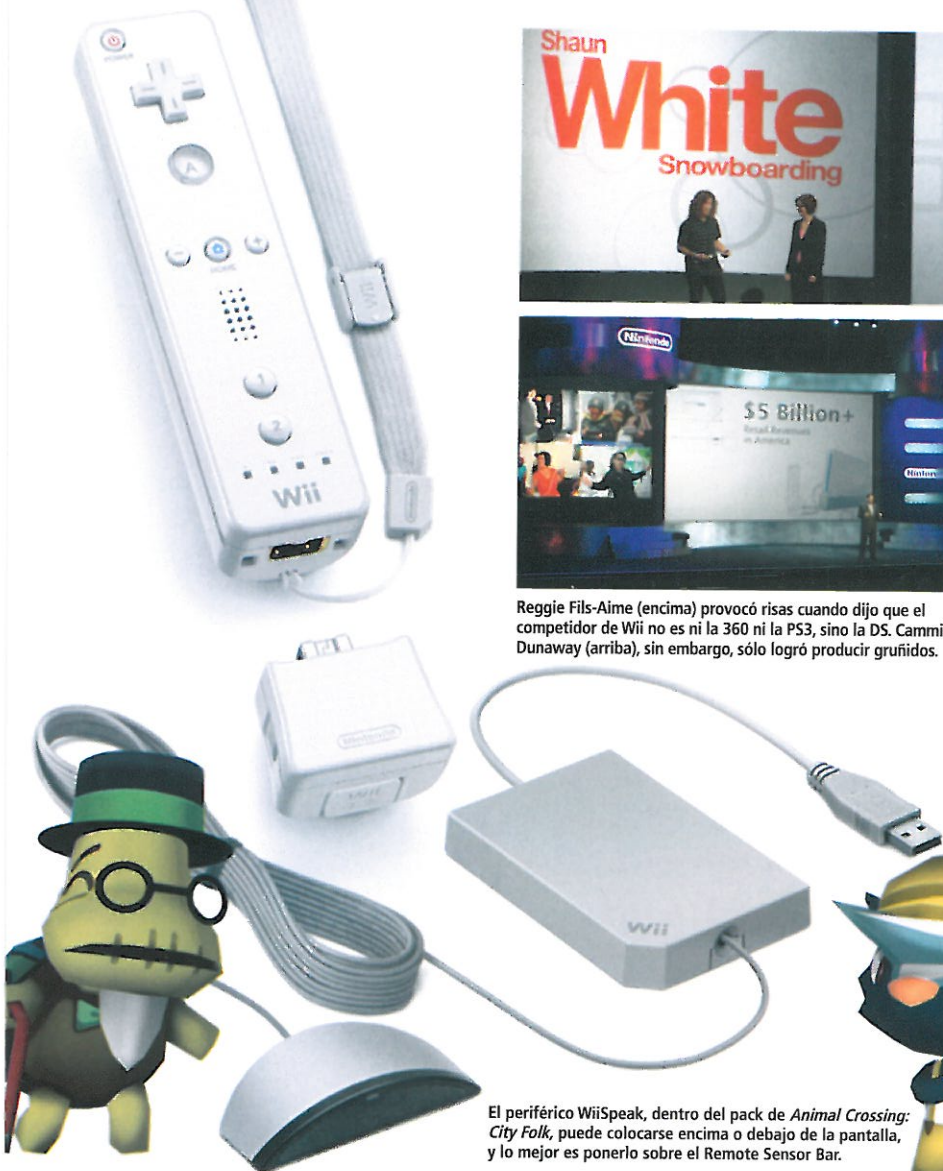 POWER
A
HOME
1
2
Wii
Wii
Shaun
White
Snowboarding
Nintendo
$5 Billion+
Retail Revenues
in America
Reggie Fils-Aime (encima) provocó risas cuando dijo que el
competidor de Wii no es ni la 360 ni la PS3, sino la DS. Cammi
Dunaway (arriba), sin embargo, sólo logró producir gruñidos.
Nintendo
Wii
Wii
El periférico WiiSpeak, dentro del pack de Animal Crossing:
City Folk, puede colocarse encima o debajo de la pantalla,
y lo mejor es ponerlo sobre el Remote Sensor Bar.